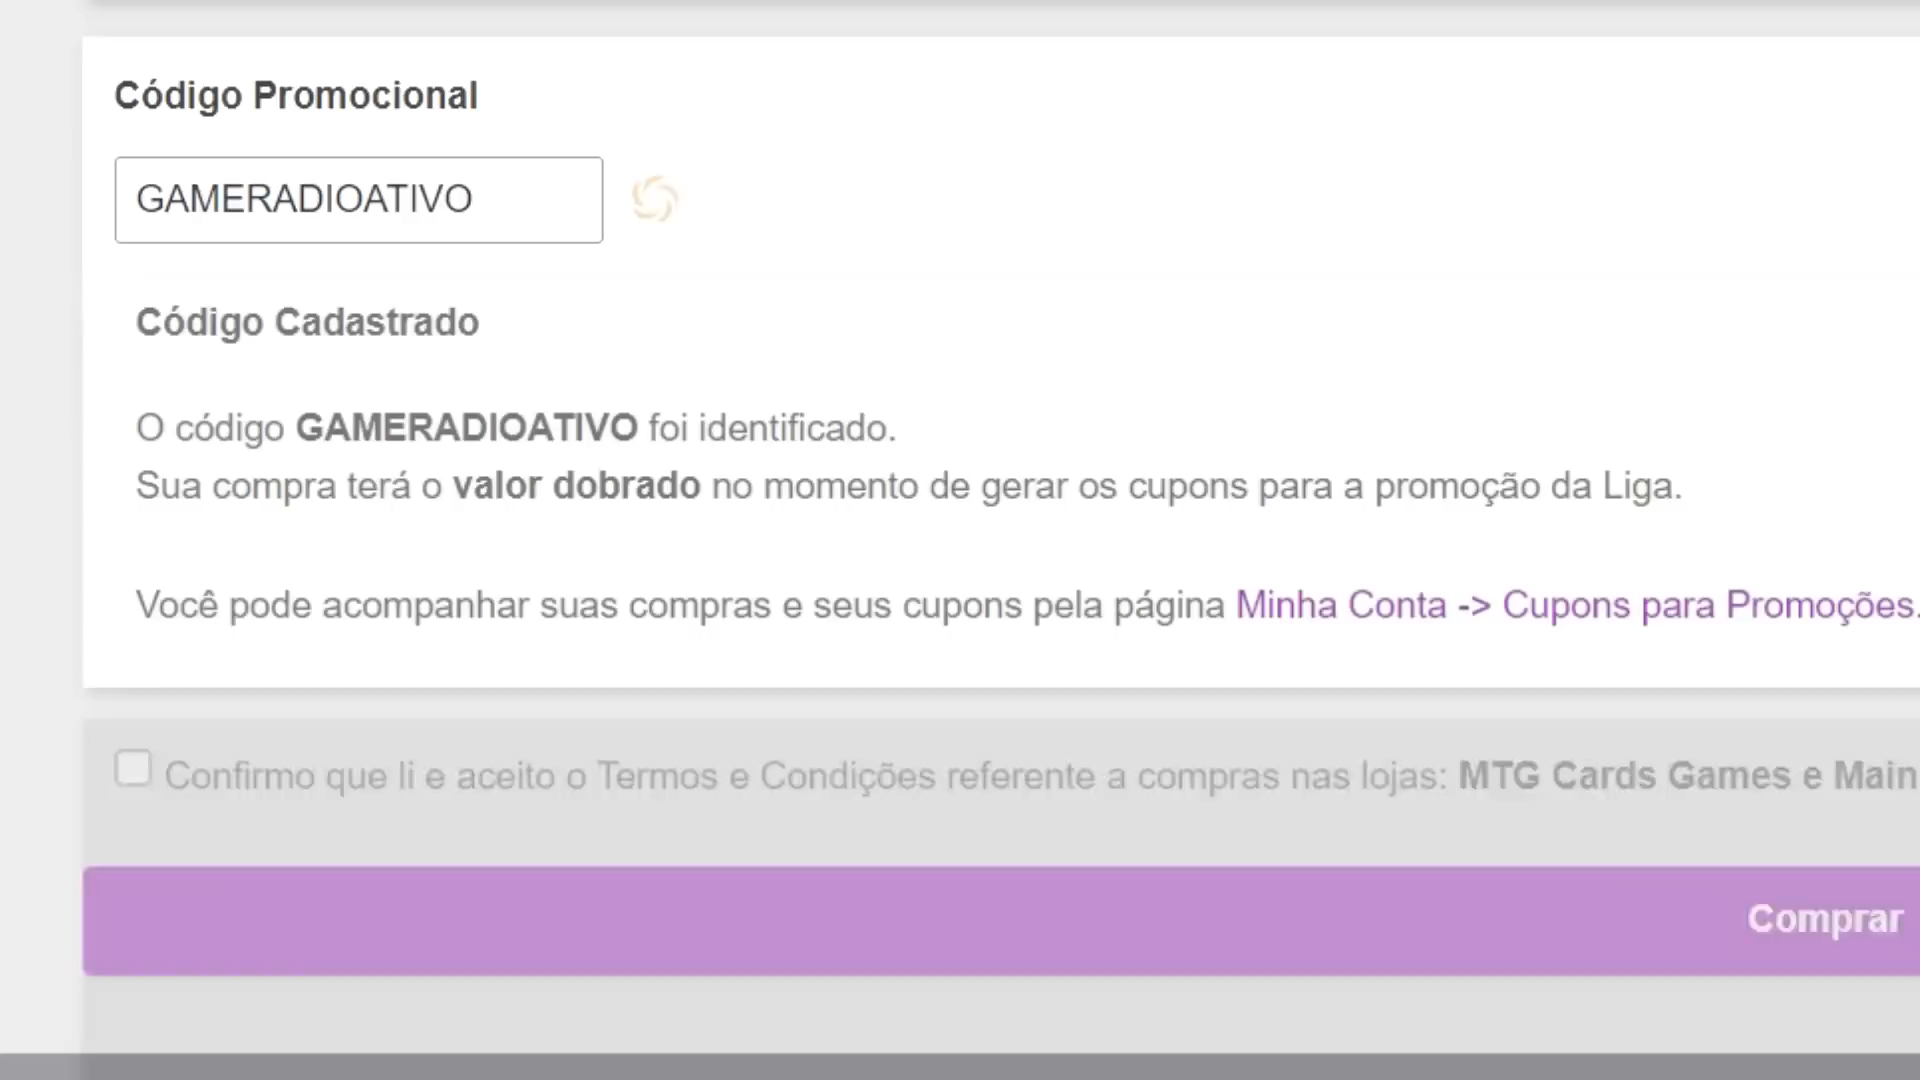 Código Promocional
GAMERADIOATIVO
Código Cadastrado
O código GAMERADIOATIVO foi identificado.
Sua compra terá o valor dobrado no momento de gerar os cupons para a promoção da Liga.
Você pode acompanhar suas compras e seus cupons pela página Minha Conta -> Cupons para Promoções.
Confirmo que li e aceito o Termos e Condições referente a compras nas lojas: MTG Cards Games e Main
Comprar